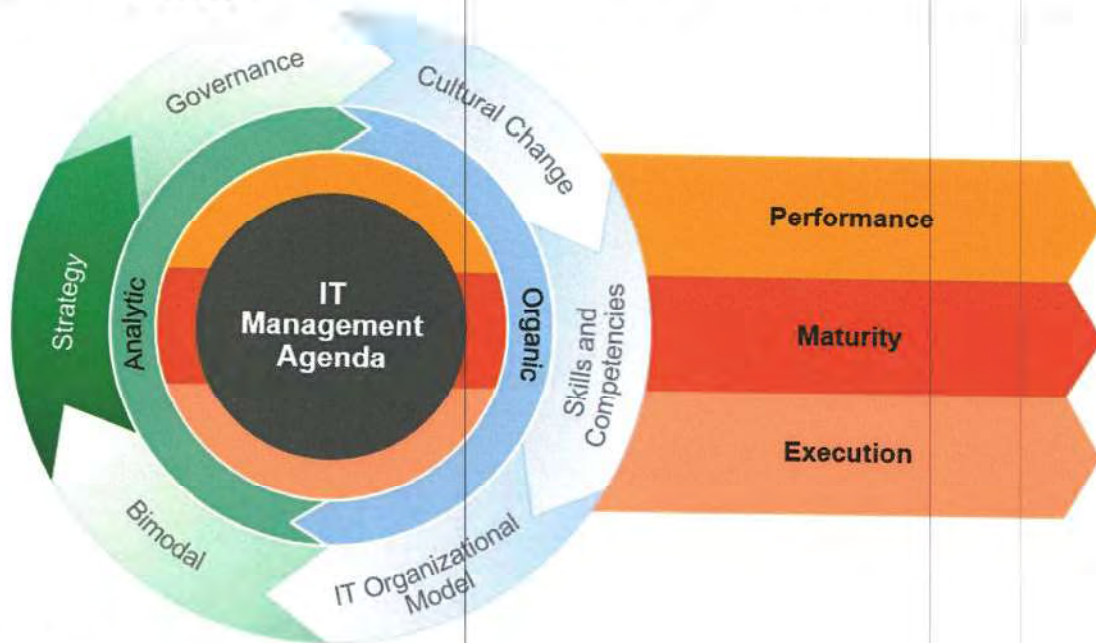 Governance
Cultural Change
Strategy
Analytic
IT
Management
Agenda
Organic
Skills and
Competencies
Bimodal
IT Organizational
Model
Performance
Maturity
Execution